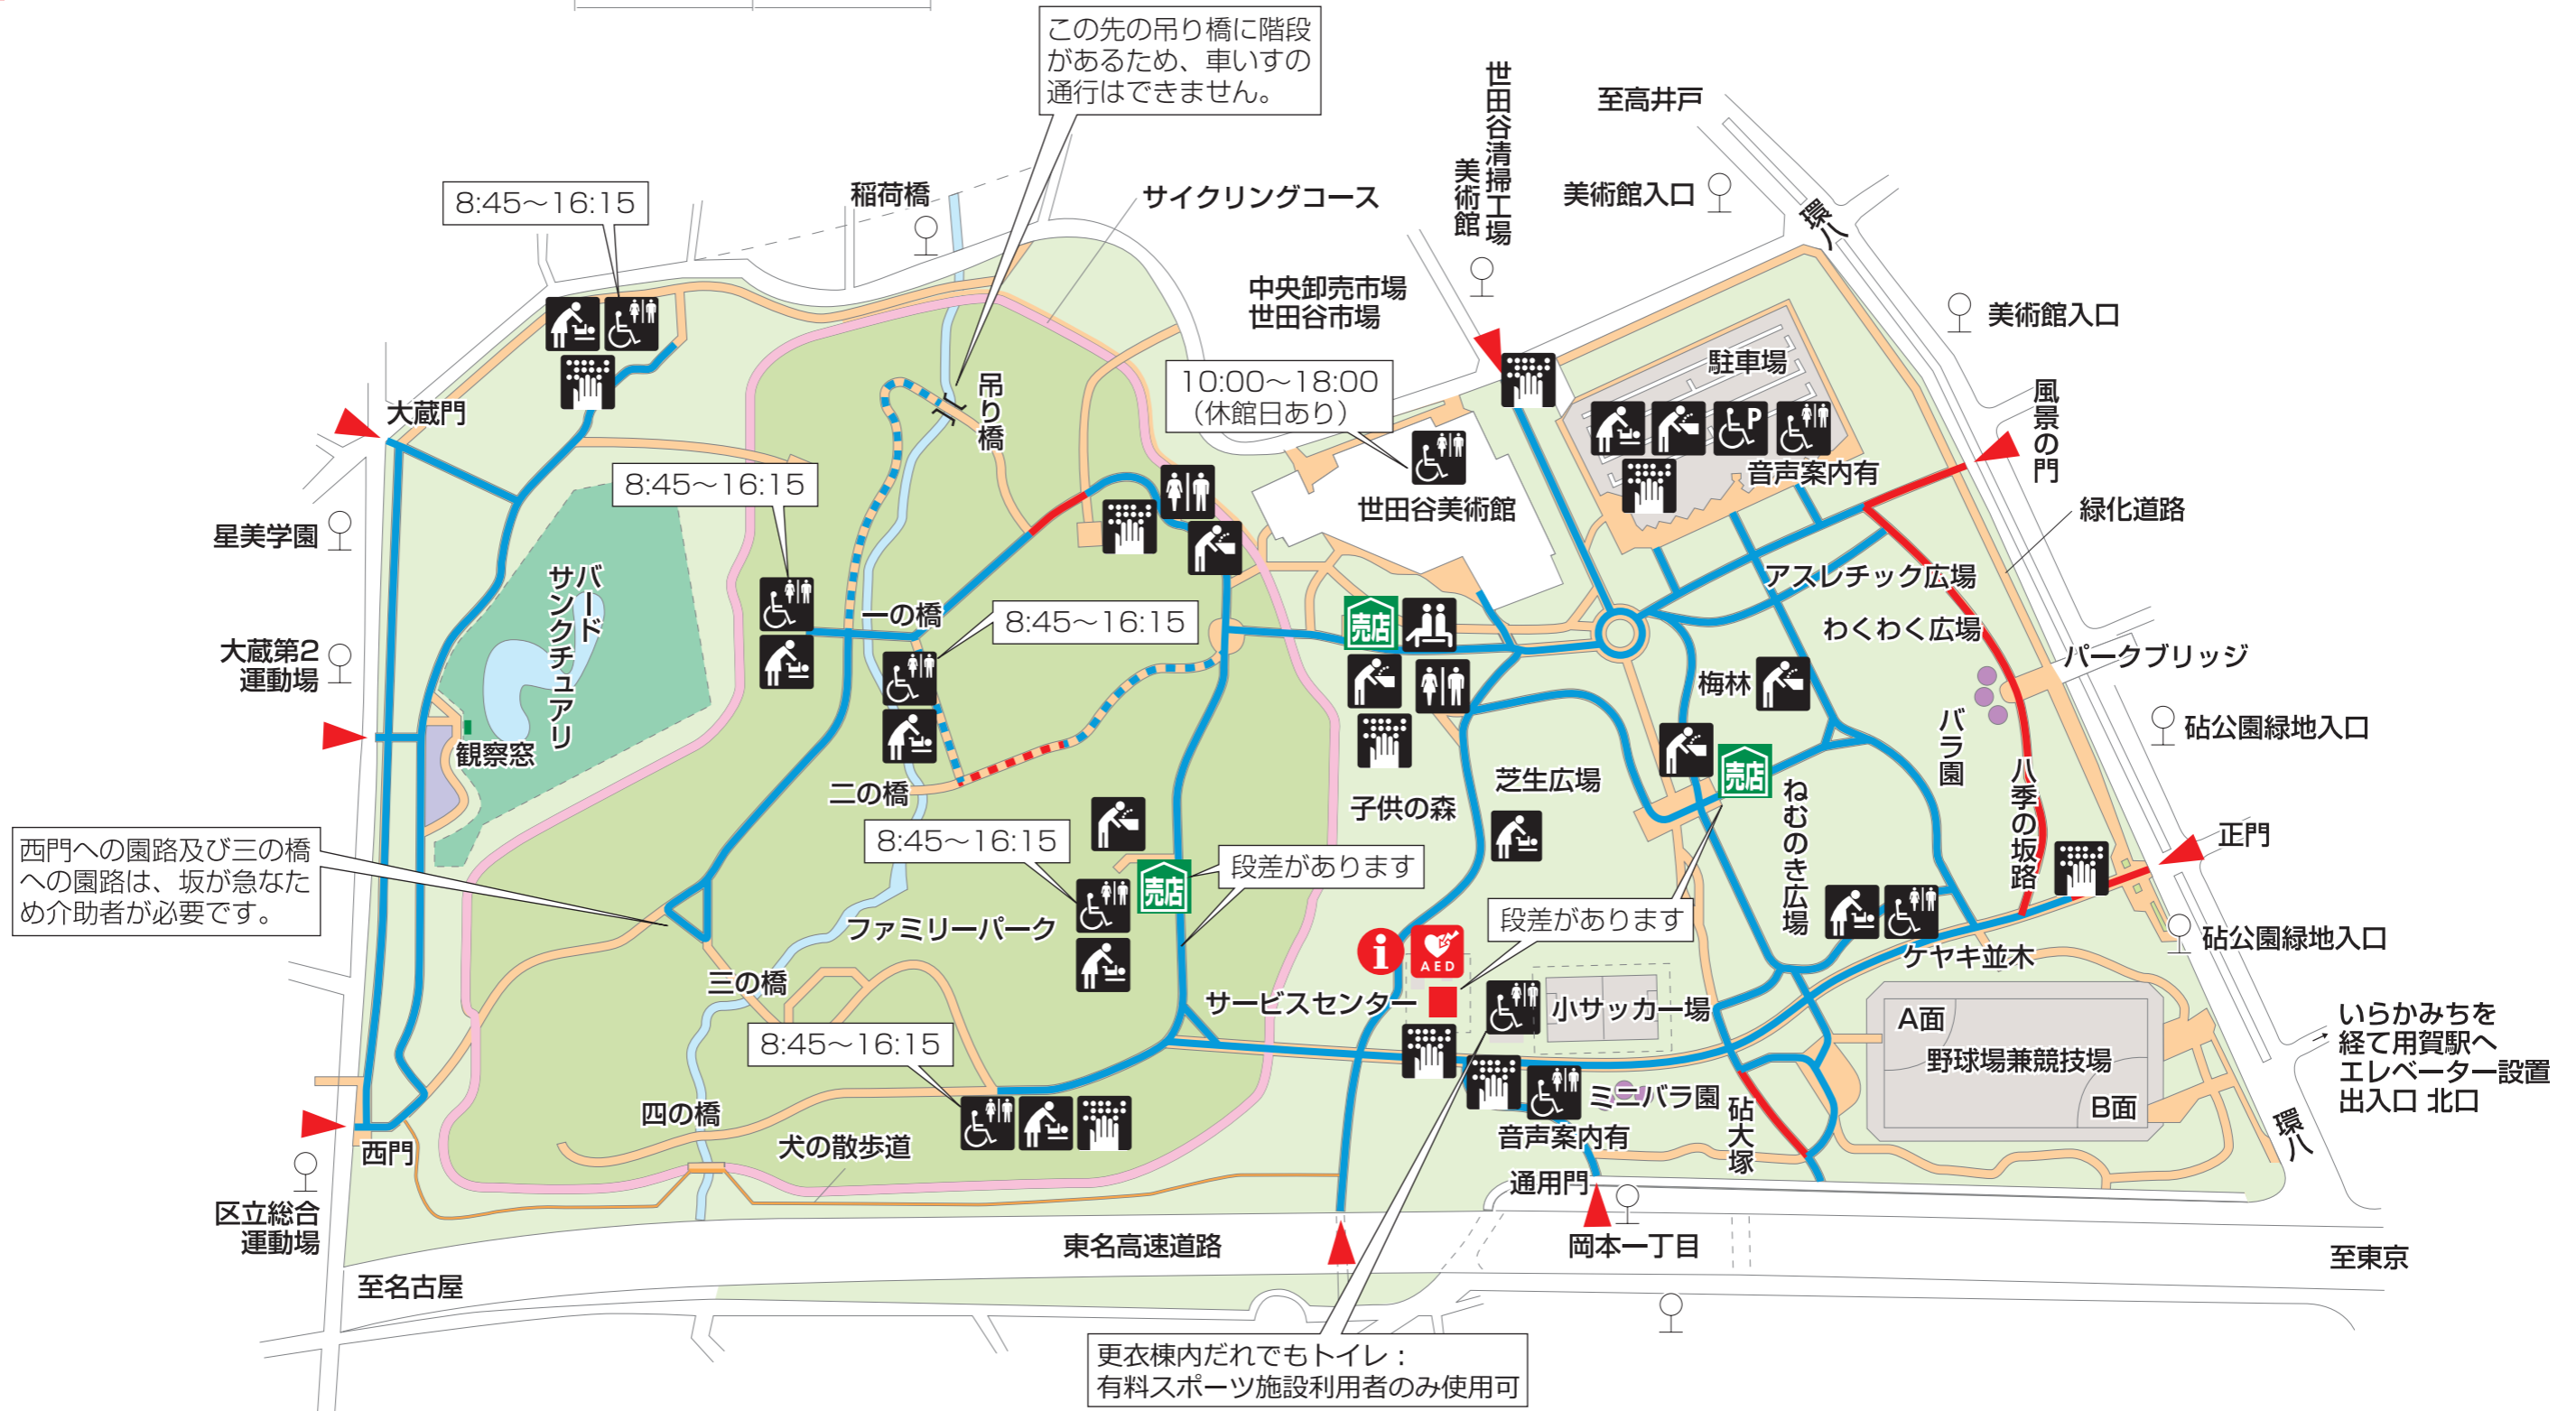 この先の吊り橋に階段
があるため、車いすの
通行はできません。
世田谷清掃工場
美術館
至高井戸
美術館入口
環八
8:45～16:15
稲荷橋
サイクリングコース
中央卸売市場
世田谷市場
美術館入口
10:00～18:00
（休館日あり）
駐車場
風景の門
大蔵門
吊り橋
P
音声案内有
8:45～16:15
世田谷美術館
緑化道路
星美学園
バード
サンクチュアリ
アスレチック広場
一の橋
8:45～16:15
売店
わくわく広場
大蔵第2
運動場
パークブリッジ
梅林
観察窓
バラ園
砧公園緑地入口
売店
二の橋
芝生広場
子供の森
ねむのき広場
八季の坂路
正門
西門への園路及び三の橋
への園路は、坂が急なた
め介助者が必要です。
8:45～16:15
段差があります
売店
ファミリーパーク
段差があります
i
AED
砧公園緑地入口
ケヤキ並木
三の橋
サービスセンター
小サッカー場
A面
野球場兼競技場
B面
いらかみちを
経て用賀駅へ
エレベーター設置
出入口 北口
8:45～16:15
ミニバラ園
四の橋
砧大塚
環八
犬の散歩道
音声案内有
西門
通用門
区立総合
運動場
東名高速道路
岡本一丁目
至東京
至名古屋
更衣棟内だれでもトイレ：
有料スポーツ施設利用者のみ使用可